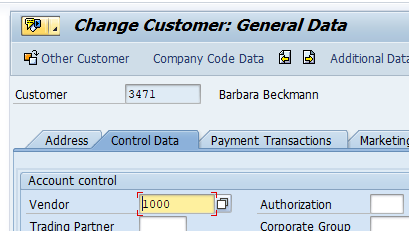 Change Customer: General Data
Other Customer Company Code Data Additional Data
Customer 3471 Barbara Beckmann
Address Control Data Payment Transactions Marketing
Account control
Vendor 1000 Authorization
Trading Partner Corporate Group